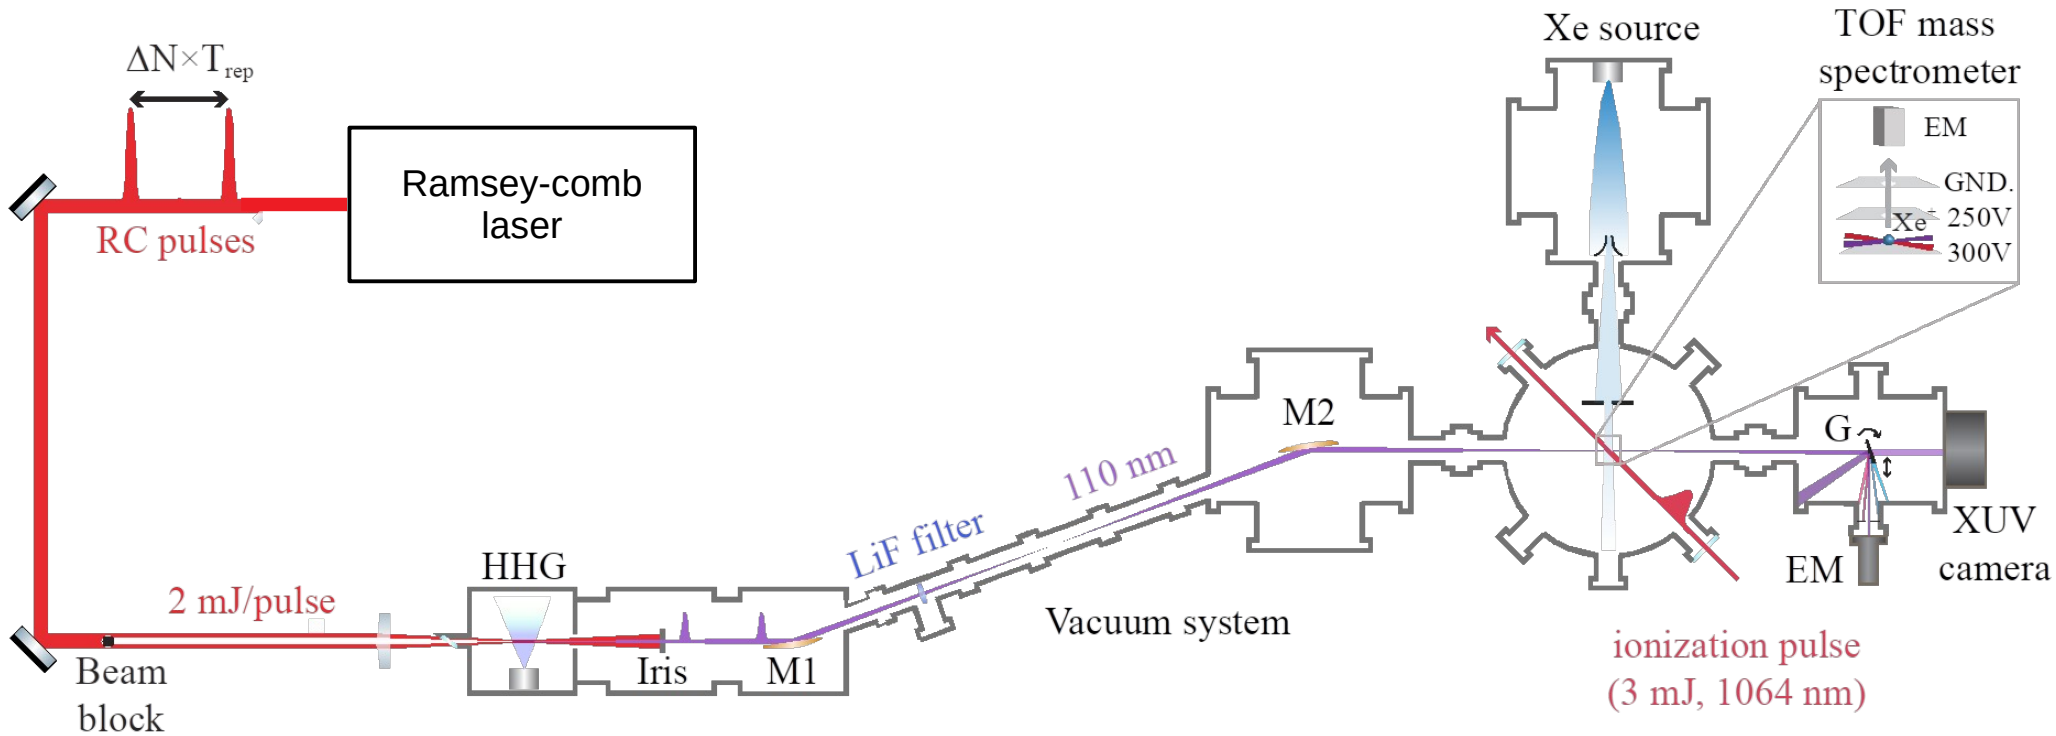 ΔN×Trep
RC pulses
Ramsey-comb
laser
Xe source
TOF mass
spectrometer
EM
GND.
Xe+ 250V
300V
2 mJ/pulse
Beam
block
HHG
Iris
M1
LiF filter
110 nm
M2
Vacuum system
G
EM
XUV
camera
ionization pulse
(3 mJ, 1064 nm)